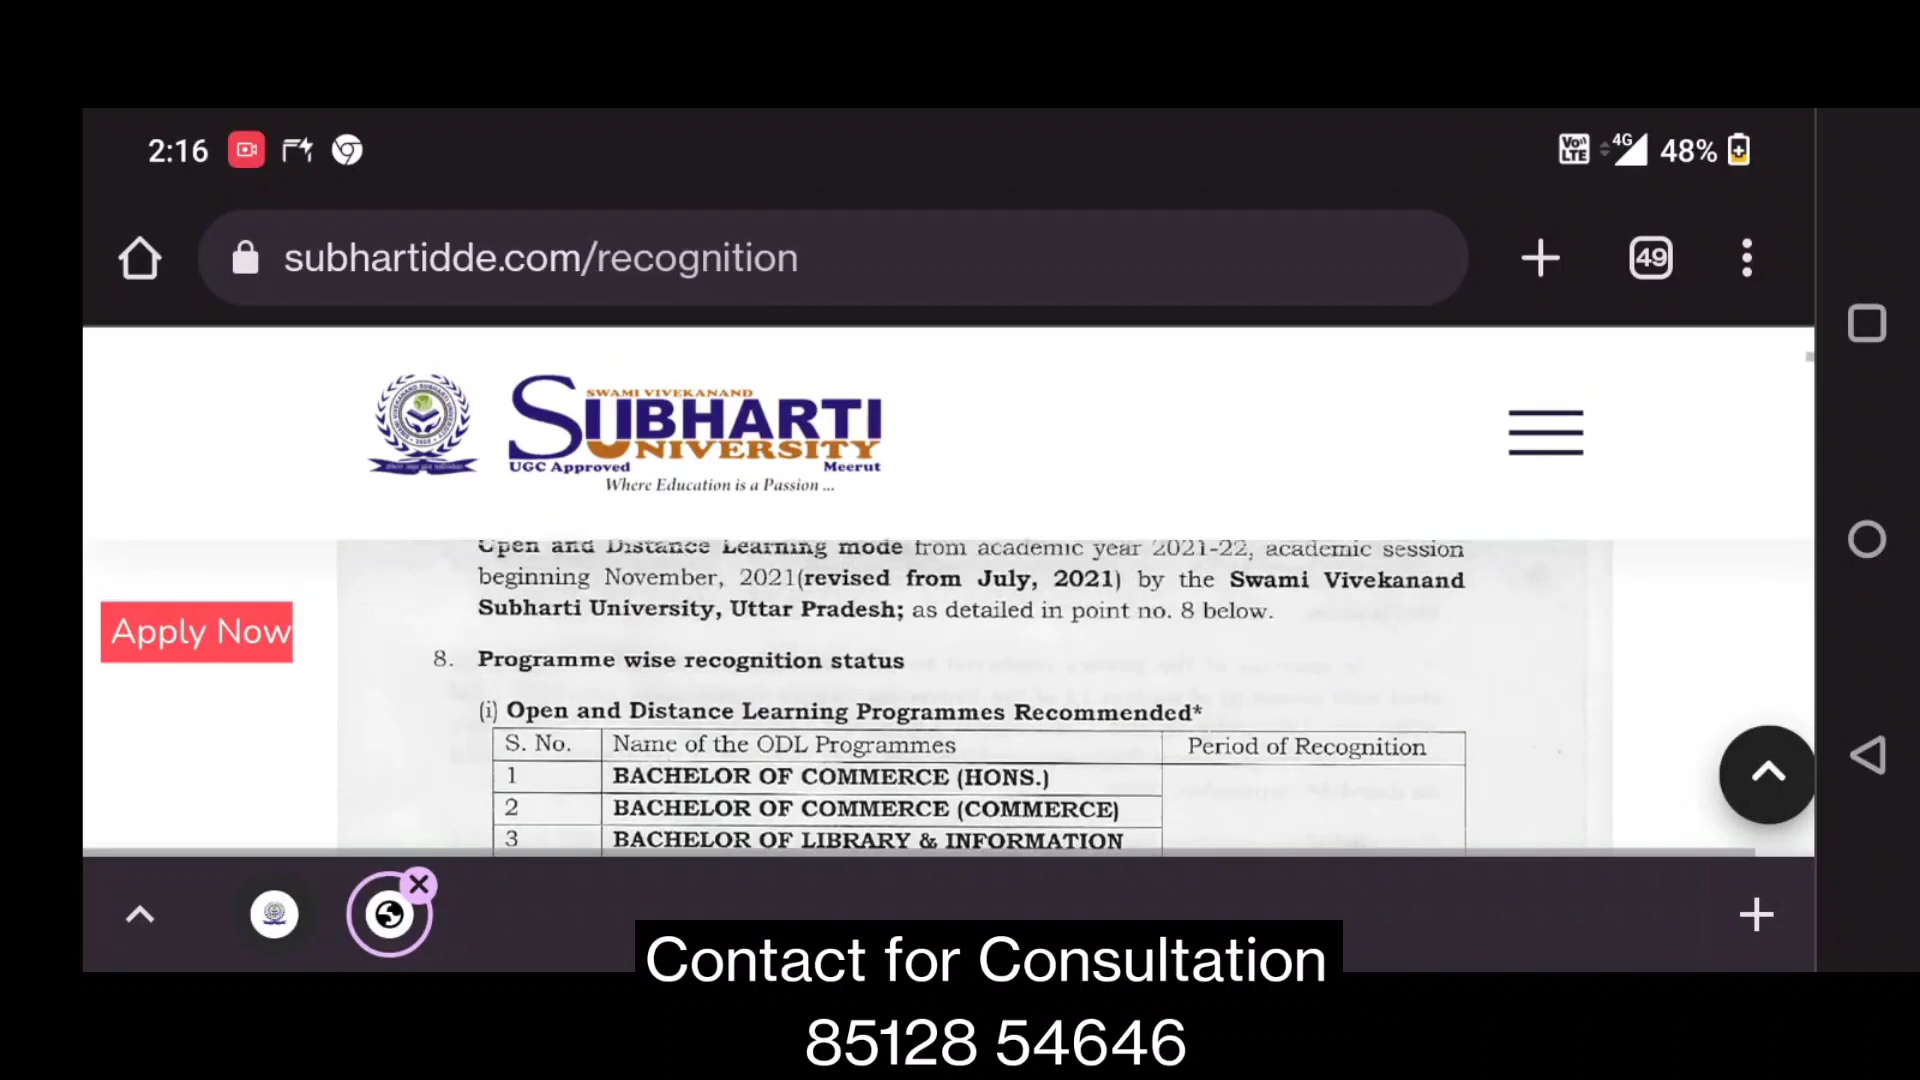 2:16
Vo)) LTE
4G
48%
subhartidde.com/recognition
49
SWAMI VIVEKANAND
SUBHARTI
UNIVERSITY
UGC Approved Meerut
Where Education is a Passion ...
Open and Distance Learning mode from academic year 2021-22, academic session
beginning November, 2021(revised from July, 2021) by the Swami Vivekanand
Subharti University, Uttar Pradesh; as detailed in point no. 8 below.
Apply Now
8. Programme wise recognition status
(i) Open and Distance Learning Programmes Recommended*
S. No. Name of the ODL Programmes Period of Recognition
1 BACHELOR OF COMMERCE (HONS.)
2 BACHELOR OF COMMERCE (COMMERCE)
3 BACHELOR OF LIBRARY & INFORMATION
Contact for Consultation
85128 54646